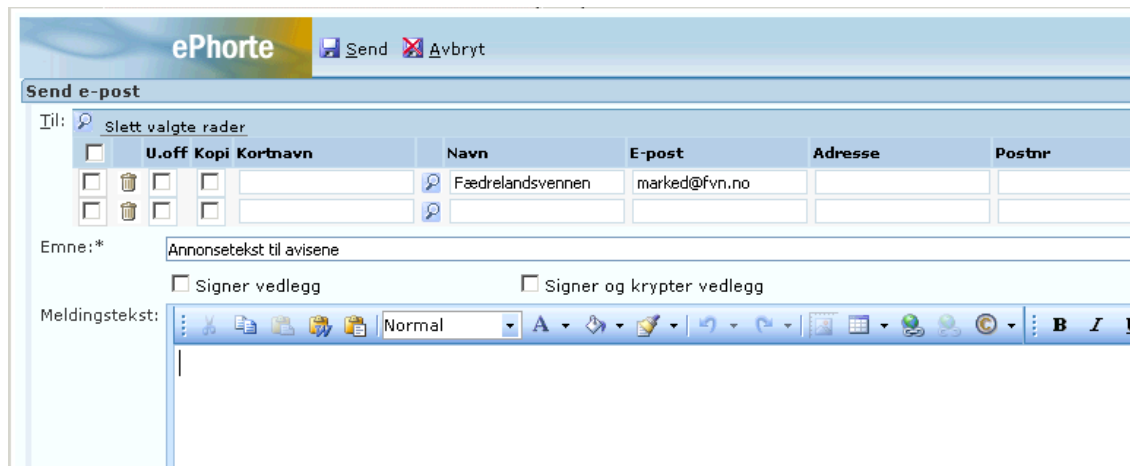 ePhorte Send Avbryt
Send e-post
Til: Slett valgte rader
U.off Kopi Kortnavn Navn E-post Adresse Postnr
Fædrelandsvennen marked@fvn.no
Emne:* Annonsetekst til avisene
Signer vedlegg Signer og krypter vedlegg
Meldingstekst: Normal A B I U